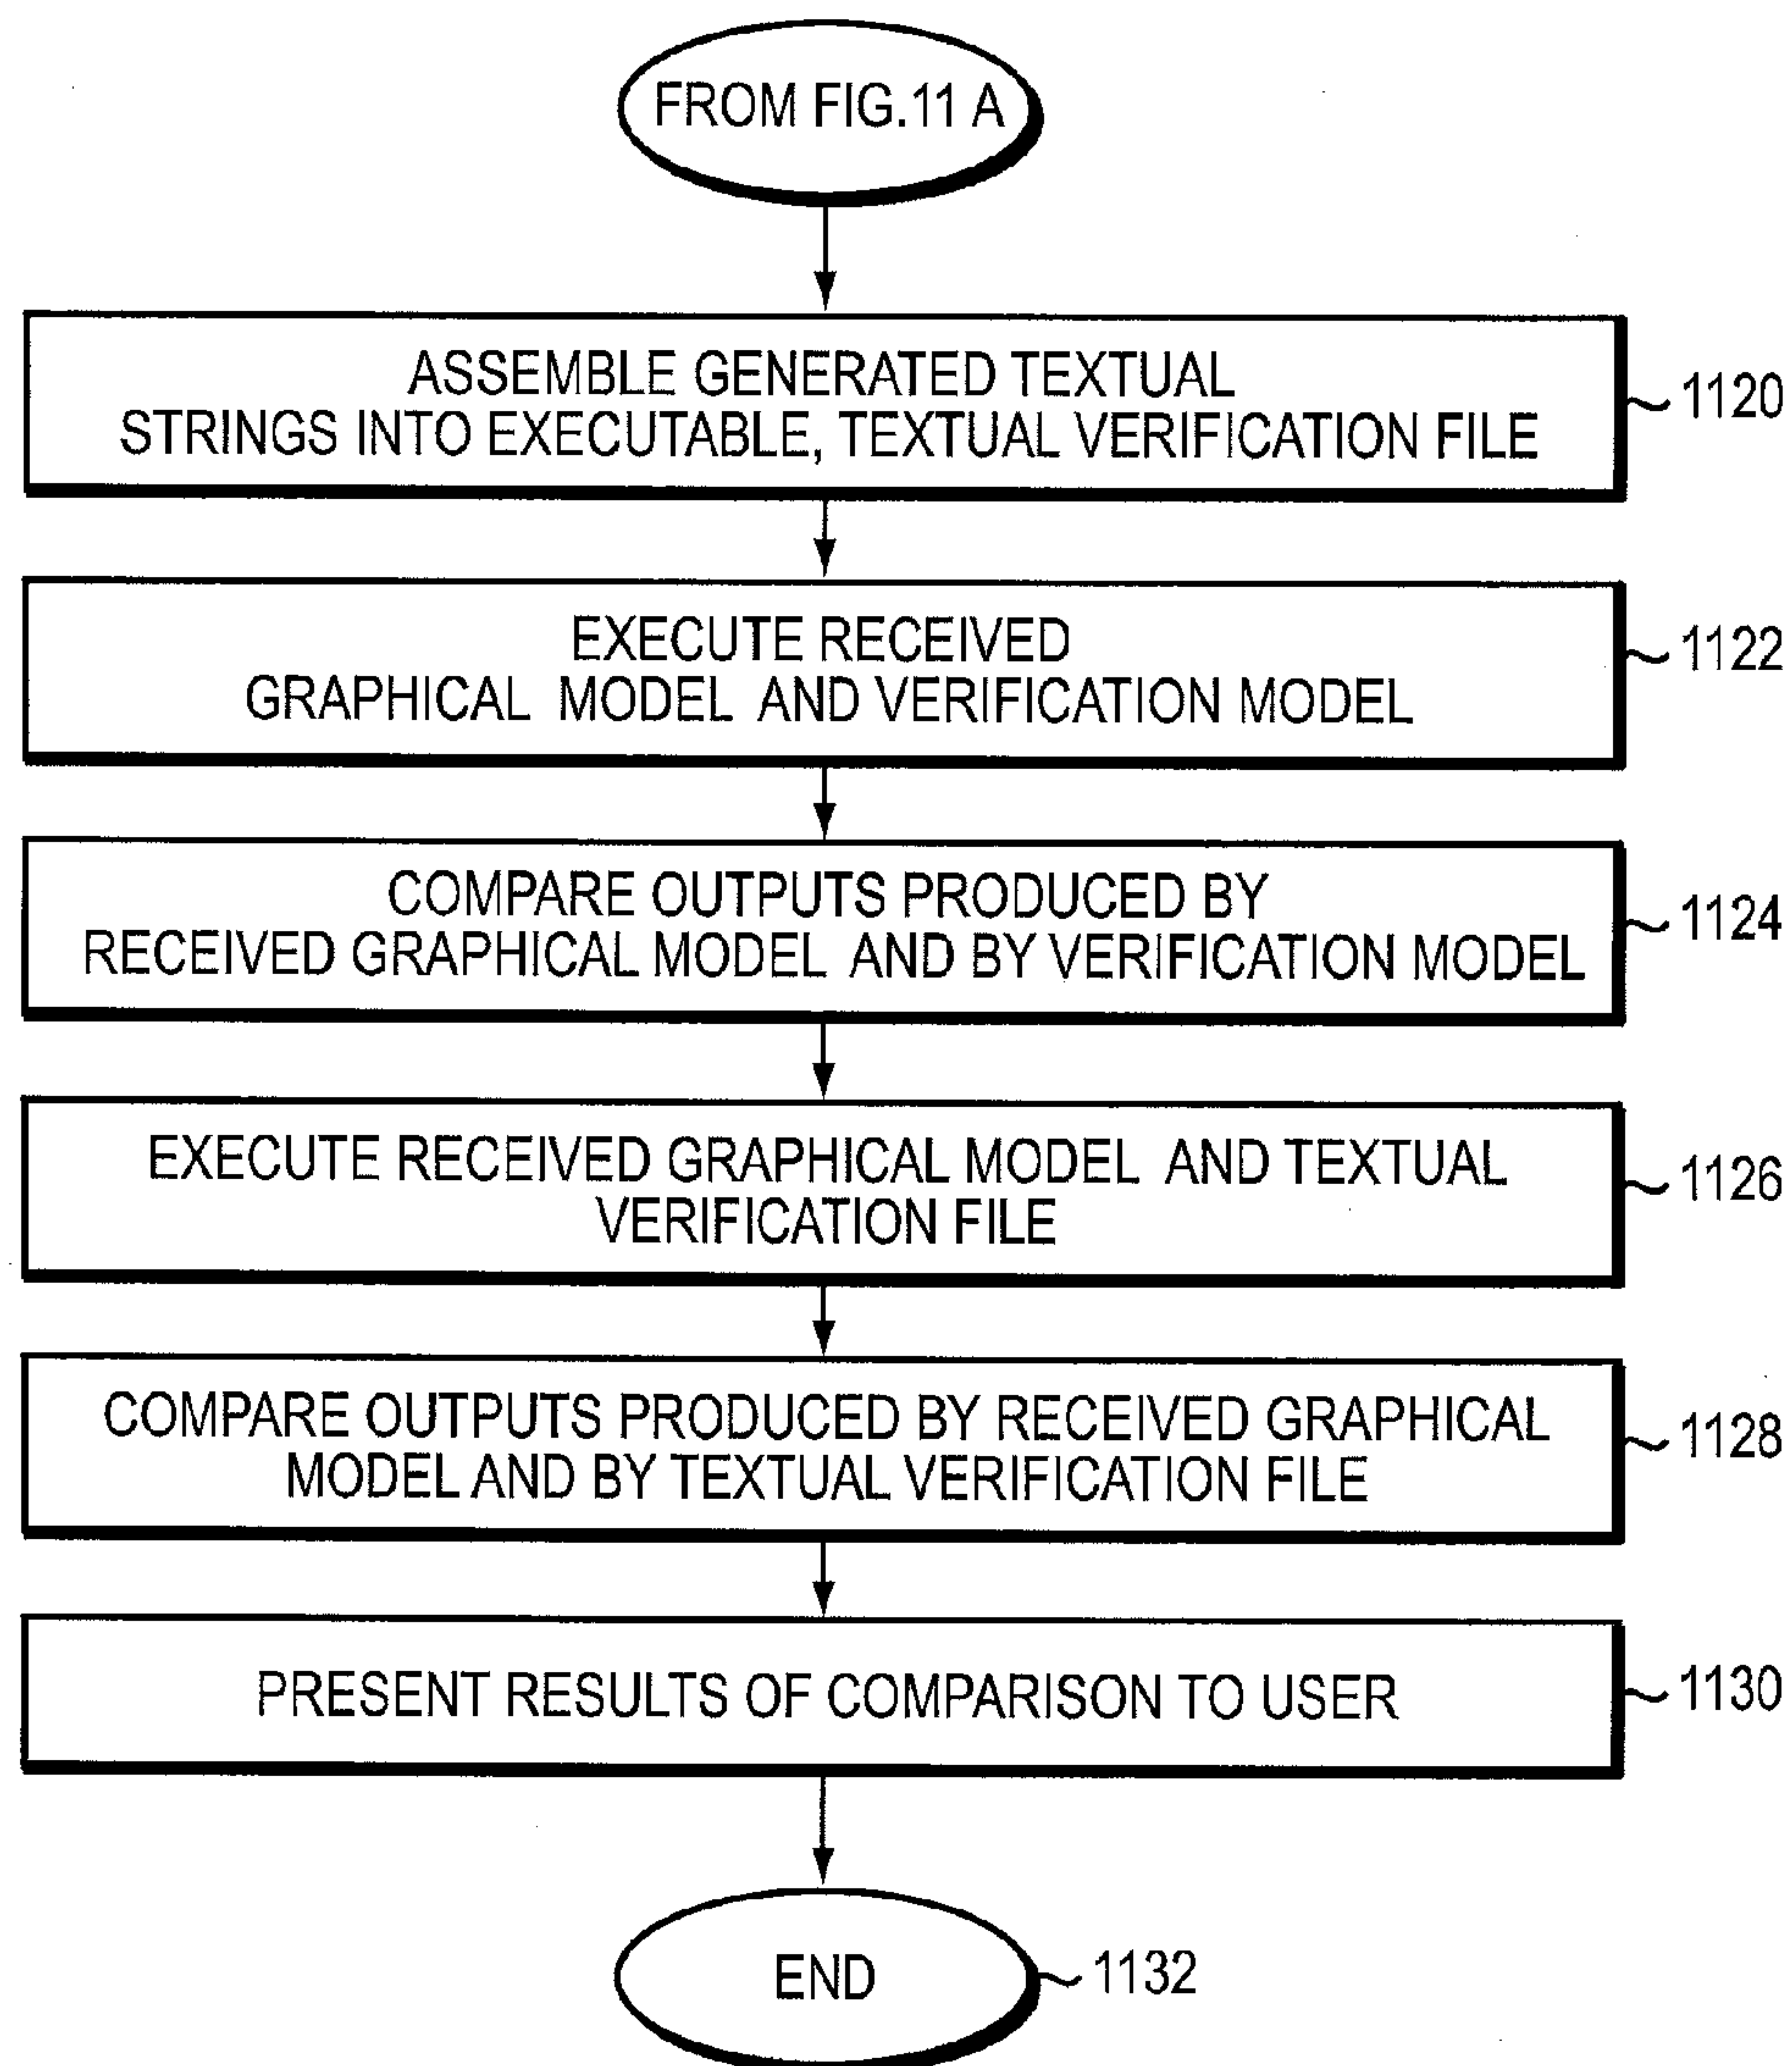 FROM FIG.11 A
ASSEMBLE GENERATED TEXTUAL
STRINGS INTO EXECUTABLE, TEXTUAL VERIFICATION FILE
1120
EXECUTE RECEIVED
GRAPHICAL MODEL AND VERIFICATION MODEL
1122
COMPARE OUTPUTS PRODUCED BY
RECEIVED GRAPHICAL MODEL AND BY VERIFICATION MODEL
1124
EXECUTE RECEIVED GRAPHICAL MODEL AND TEXTUAL
VERIFICATION FILE
1126
COMPARE OUTPUTS PRODUCED BY RECEIVED GRAPHICAL
MODEL AND BY TEXTUAL VERIFICATION FILE
1128
PRESENT RESULTS OF COMPARISON TO USER
1130
END
1132